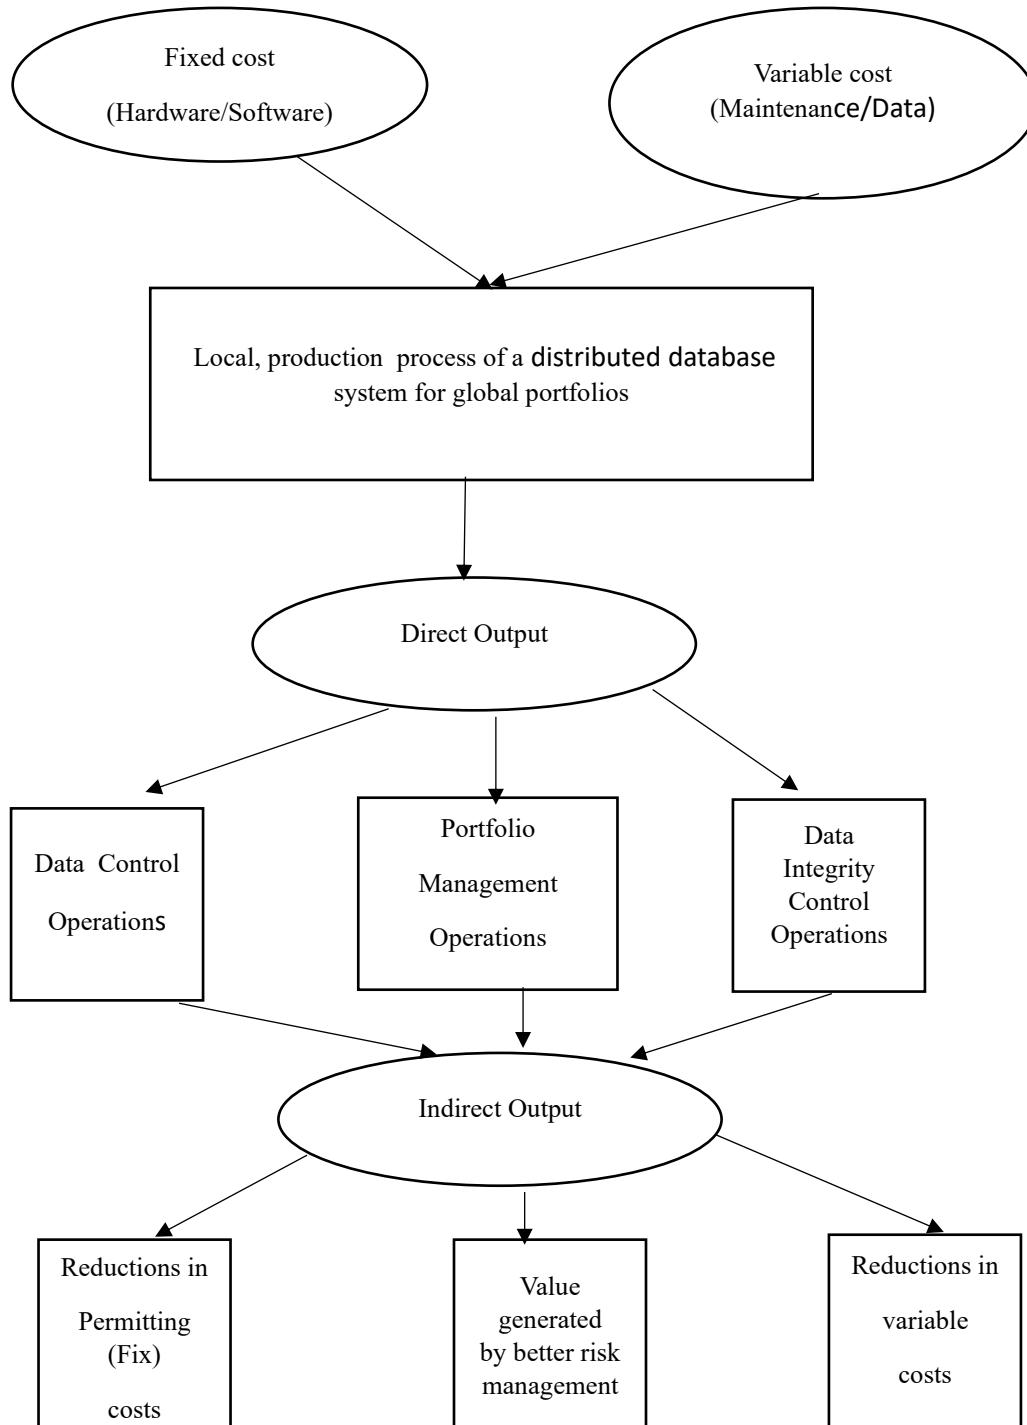 Fixed cost
(Hardware/Software)
Variable cost
(Maintenance/Data)
Local, production process of a distributed database
system for global portfolios
Direct Output
Data Control
Operations
Portfolio
Management
Operations
Data
Integrity
Control
Operations
Indirect Output
Reductions in
Permitting
(Fix)
costs
Value
generated
by better risk
management
Reductions in
variable
costs